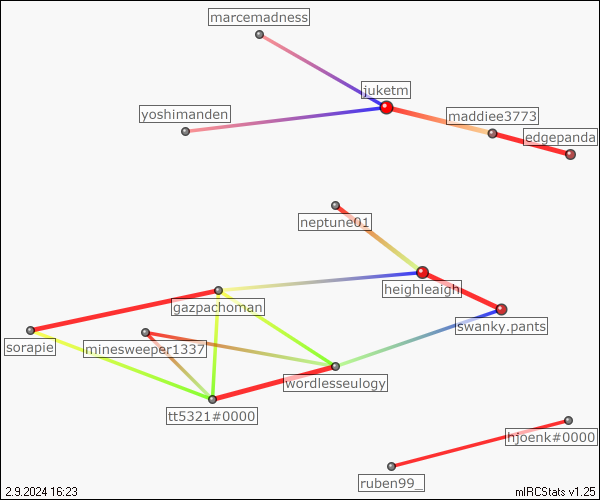 marcemadness
juketm
yoshimanden
maddiee3773
edgepanda
neptune01
heighleaigh
gazpachoman
swanky.pants
sorapie
minesweeper1337
wordlesseulogy
tt5321#0000
hjoenk#0000
ruben99_
2.9.2024 16:23
mIRCStats v1.25